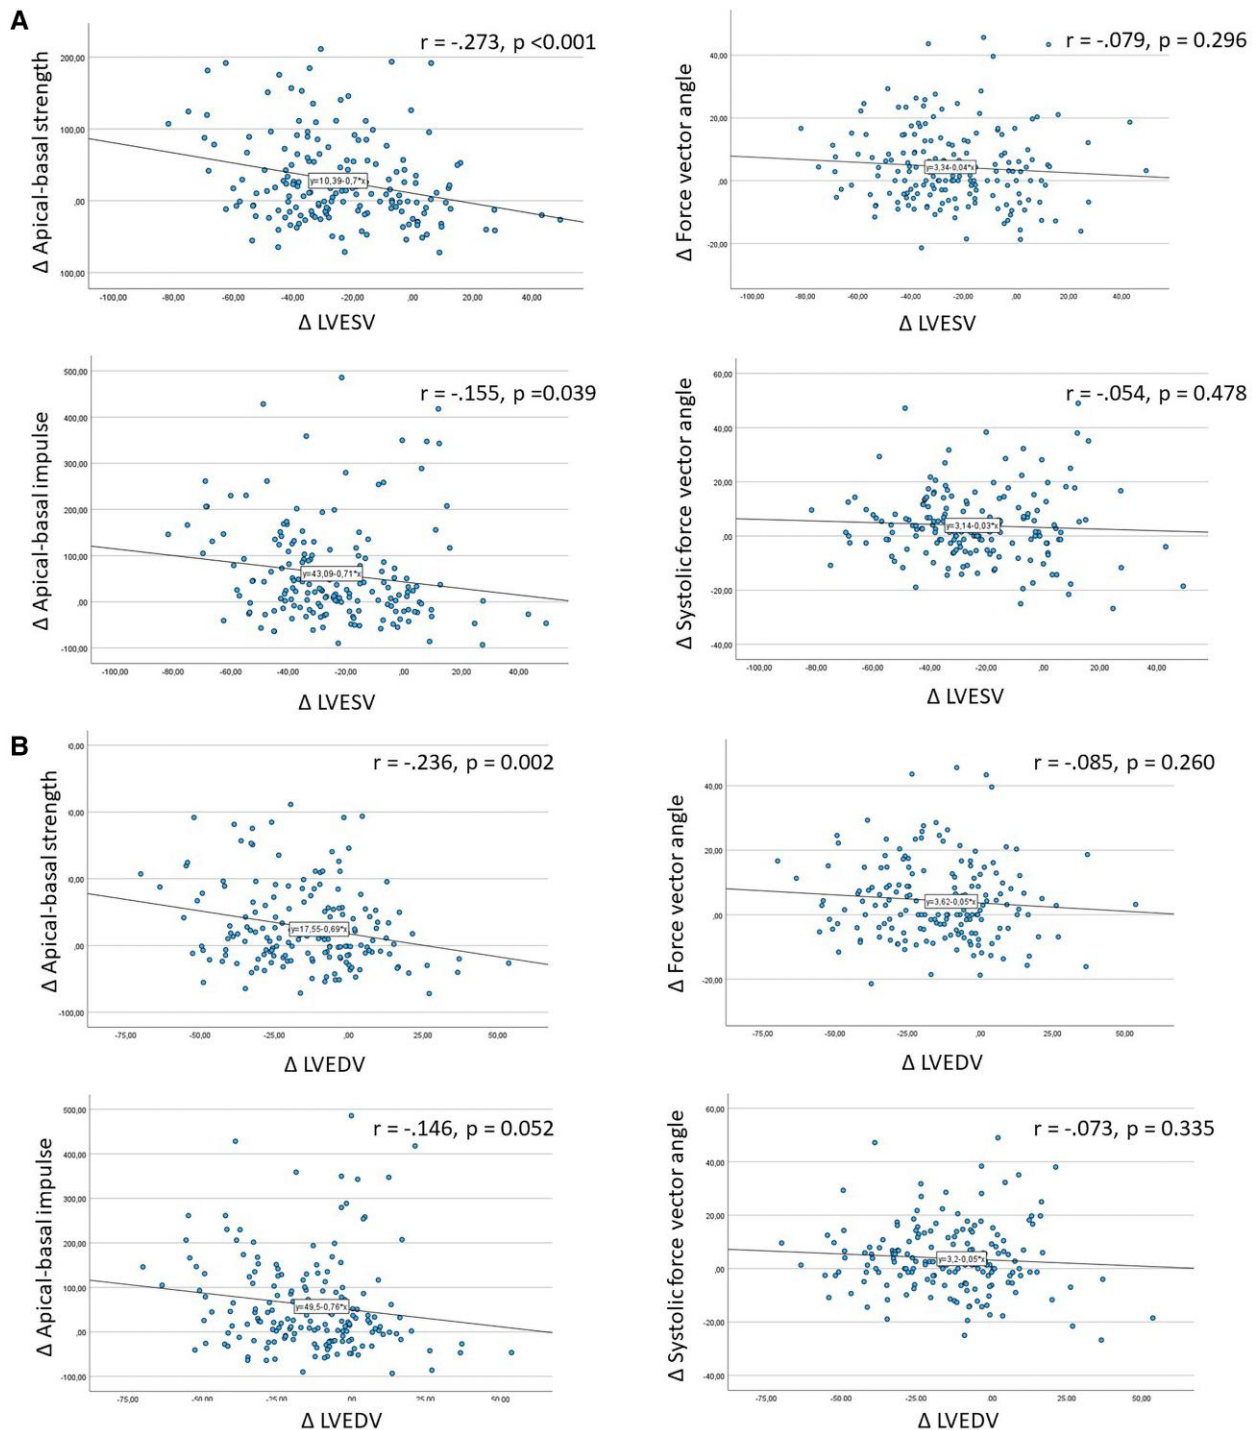 A
r = -.273, p <0.001
Δ Apical-basal strength
200,00
100,00
,00
100,00
y=10,39-0,7*x
-100,00 -80,00 -60,00 -40,00 -20,00 ,00 20,00 40,00
Δ LVESV
r = -.079, p = 0.296
Δ Force vector angle
40,00
20,00
,00
-20,00
y=3,34-0,04*x
-100,00 -80,00 -60,00 -40,00 -20,00 ,00 20,00 40,00
Δ LVESV
r = -.155, p =0.039
Δ Apical-basal impulse
500,00
400,00
300,00
200,00
100,00
,00
-100,00
y=43,09-0,71*x
-100,00 -80,00 -60,00 -40,00 -20,00 ,00 20,00 40,00
Δ LVESV
r = -.054, p = 0.478
Δ Systolic force vector angle
60,00
40,00
20,00
,00
-20,00
-40,00
y=3,14-0,03*x
-100,00 -80,00 -60,00 -40,00 -20,00 ,00 20,00 40,00
Δ LVESV
B
r = -.236, p = 0.002
Δ Apical-basal strength
0,00
0,00
0,00
,00
-100,00
y=17,55-0,69*x
-75,00 -50,00 -25,00 ,00 25,00 50,00
Δ LVEDV
r = -.085, p = 0.260
Δ Force vector angle
40,00
20,00
,00
-20,00
y=3,62-0,05*x
-75,00 -50,00 -25,00 ,00 25,00 50,00
Δ LVEDV
r = -.146, p = 0.052
Δ Apical-basal impulse
500,00
400,00
300,00
200,00
100,00
,00
-100,00
y=49,5-0,76*x
-75,00 -50,00 -25,00 ,00 25,00 50,00
Δ LVEDV
r = -.073, p = 0.335
Δ Systolic force vector angle
60,00
40,00
20,00
,00
-20,00
-40,00
y=3,2-0,05*x
-75,00 -50,00 -25,00 ,00 25,00 50,00
Δ LVEDV